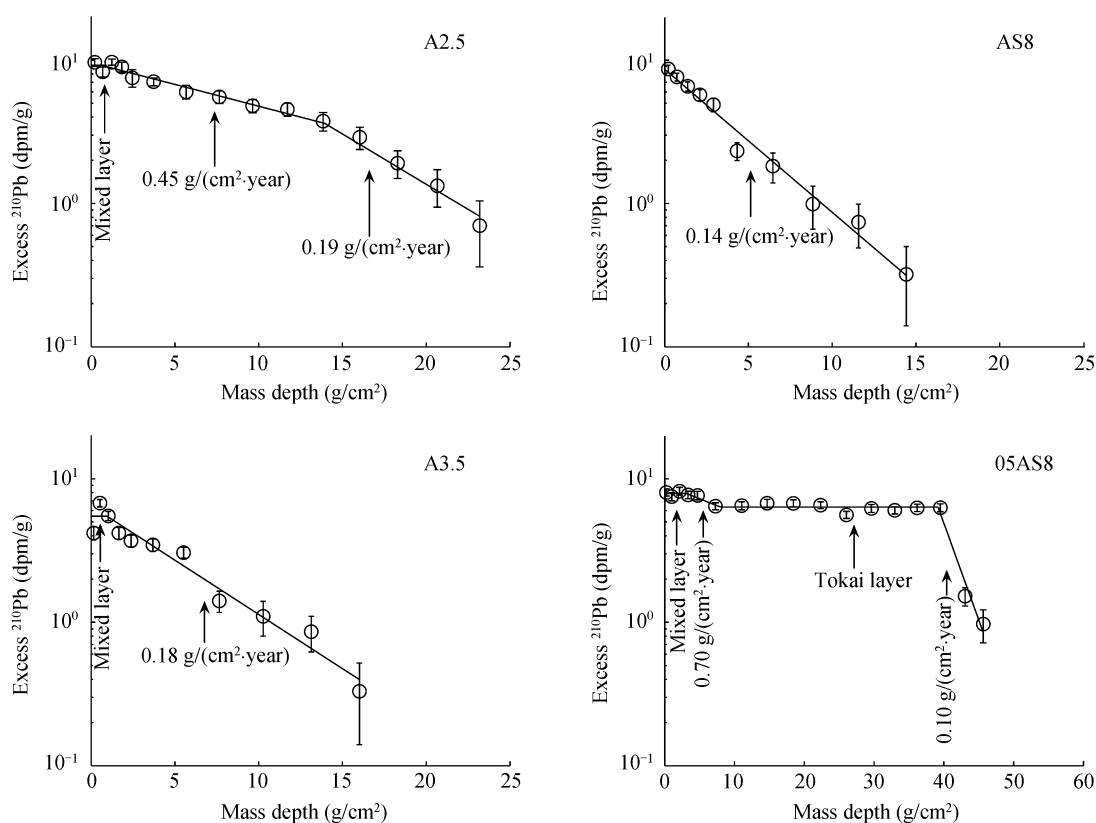 A2.5
10¹
10⁰
10⁻¹
Excess ²¹⁰Pb (dpm/g)
Mixed layer
0.45 g/(cm²·year)
0.19 g/(cm²·year)
0 5 10 15 20 25
Mass depth (g/cm²)
AS8
10¹
10⁰
10⁻¹
Excess ²¹⁰Pb (dpm/g)
0.14 g/(cm²·year)
0 5 10 15 20 25
Mass depth (g/cm²)
A3.5
10¹
10⁰
10⁻¹
Excess ²¹⁰Pb (dpm/g)
Mixed layer
0.18 g/(cm²·year)
0 5 10 15 20 25
Mass depth (g/cm²)
05AS8
10¹
10⁰
10⁻¹
Excess ²¹⁰Pb (dpm/g)
Mixed layer
0.70 g/(cm²·year)
Tokai layer
0.10 g/(cm²·year)
0 10 20 30 40 50 60
Mass depth (g/cm²)